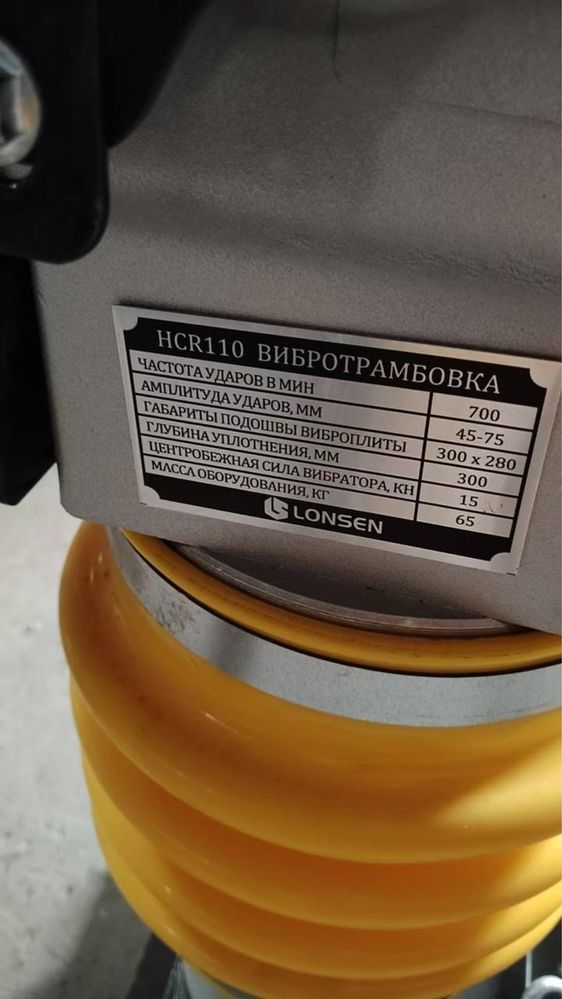 HCR110 ВИБРОТРАМБОВКА
ЧАСТОТА УДАРОВ В МИН 700
АМПЛИТУДА УДАРОВ, ММ 45-75
ГАБАРИТЫ ПОДОШВЫ ВИБРОПЛИТЫ 300 x 280
ГЛУБИНА УПЛОТНЕНИЯ, ММ 300
ЦЕНТРОБЕЖНАЯ СИЛА ВИБРАТОРА, КН 15
МАССА ОБОРУДОВАНИЯ, КГ 65
LONSEN